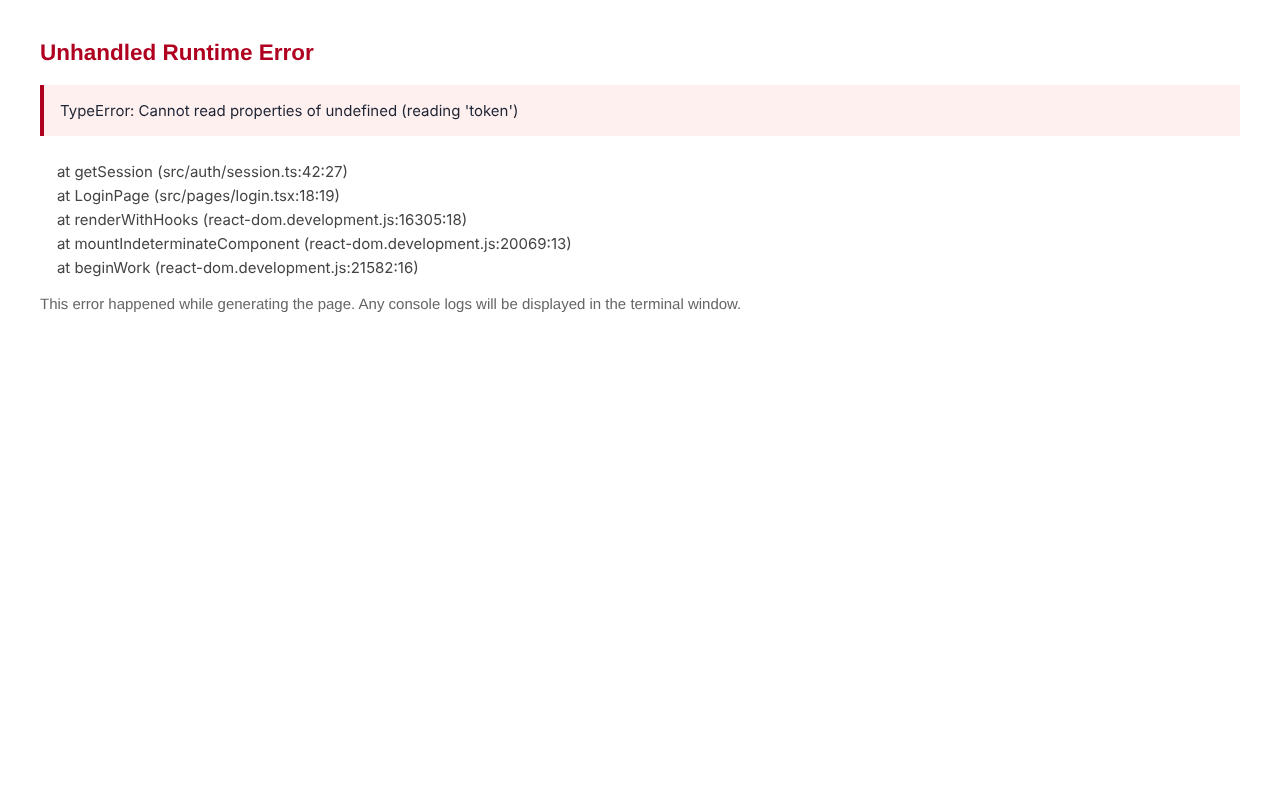 Unhandled Runtime Error
TypeError: Cannot read properties of undefined (reading 'token')
at getSession (src/auth/session.ts:42:27)
at LoginPage (src/pages/login.tsx:18:19)
at renderWithHooks (react-dom.development.js:16305:18)
at mountIndeterminateComponent (react-dom.development.js:20069:13)
at beginWork (react-dom.development.js:21582:16)
This error happened while generating the page. Any console logs will be displayed in the terminal window.